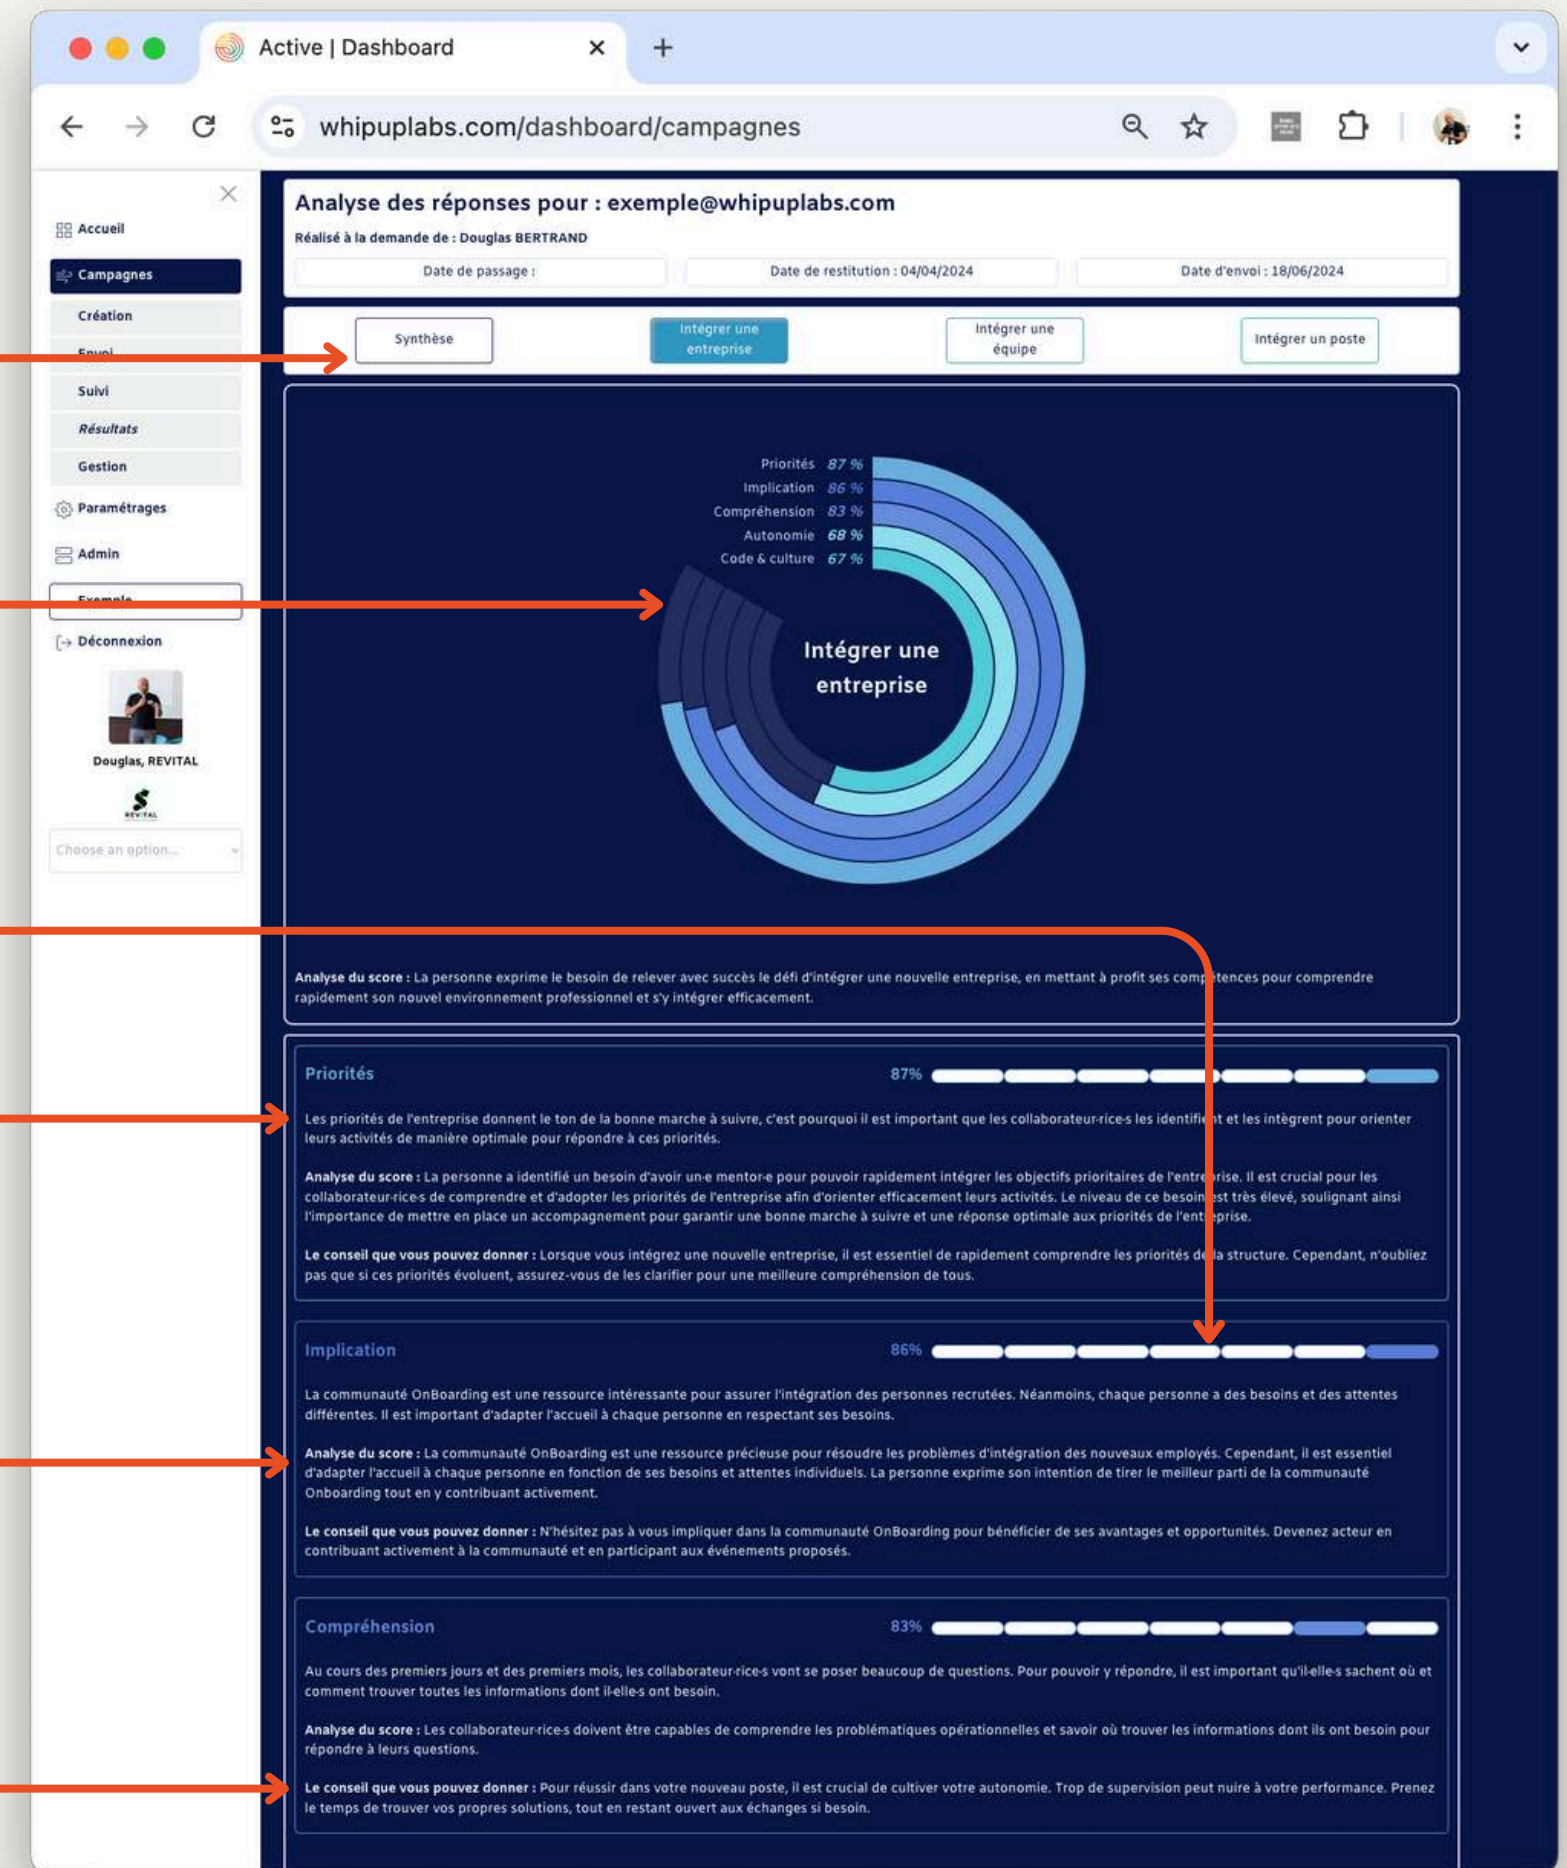 Active | Dashboard
whipuplabs.com/dashboard/campagnes
Accueil
Campagnes
Création
Envoi
Suivi
Résultats
Gestion
Paramétrages
Admin
Exemple
Déconnexion
Douglas, REVITAL
REVITAL
Choose an option...
Analyse des réponses pour : exemple@whipuplabs.com
Réalisé à la demande de : Douglas BERTRAND
Date de passage :
Date de restitution : 04/04/2024
Date d'envoi : 18/06/2024
Synthèse
Intégrer une
entreprise
Intégrer une
équipe
Intégrer un poste
Priorités 87 %
Implication 86 %
Compréhension 83 %
Autonomie 68 %
Code & culture 67 %
Intégrer une
entreprise
Analyse du score : La personne exprime le besoin de relever avec succès le défi d'intégrer une nouvelle entreprise, en mettant à profit ses compétences pour comprendre
rapidement son nouvel environnement professionnel et s'y intégrer efficacement.
Priorités 87%
Les priorités de l'entreprise donnent le ton de la bonne marche à suivre, c'est pourquoi il est important que les collaborateur·rice·s les identifient et les intègrent pour orienter
leurs activités de manière optimale pour répondre à ces priorités.
Analyse du score : La personne a identifié un besoin d'avoir un·e mentor·e pour pouvoir rapidement intégrer les objectifs prioritaires de l'entreprise. Il est crucial pour les
collaborateur·rice·s de comprendre et d'adopter les priorités de l'entreprise afin d'orienter efficacement leurs activités. Le niveau de ce besoin est très élevé, soulignant ainsi
l'importance de mettre en place un accompagnement pour garantir une bonne marche à suivre et une réponse optimale aux priorités de l'entreprise.
Le conseil que vous pouvez donner : Lorsque vous intégrez une nouvelle entreprise, il est essentiel de rapidement comprendre les priorités de la structure. Cependant, n'oubliez
pas que si ces priorités évoluent, assurez-vous de les clarifier pour une meilleure compréhension de tous.
Implication 86%
La communauté OnBoarding est une ressource intéressante pour assurer l'intégration des personnes recrutées. Néanmoins, chaque personne a des besoins et des attentes
différentes. Il est important d'adapter l'accueil à chaque personne en respectant ses besoins.
Analyse du score : La communauté OnBoarding est une ressource précieuse pour résoudre les problèmes d'intégration des nouveaux employés. Cependant, il est essentiel
d'adapter l'accueil à chaque personne en fonction de ses besoins et attentes individuels. La personne exprime son intention de tirer le meilleur parti de la communauté
Onboarding tout en y contribuant activement.
Le conseil que vous pouvez donner : N'hésitez pas à vous impliquer dans la communauté OnBoarding pour bénéficier de ses avantages et opportunités. Devenez acteur en
contribuant activement à la communauté et en participant aux événements proposés.
Compréhension 83%
Au cours des premiers jours et des premiers mois, les collaborateur·rice·s vont se poser beaucoup de questions. Pour pouvoir y répondre, il est important qu'il·elle·s sachent où et
comment trouver toutes les informations dont il·elle·s ont besoin.
Analyse du score : Les collaborateur·rice·s doivent être capables de comprendre les problématiques opérationnelles et savoir où trouver les informations dont ils ont besoin pour
répondre à leurs questions.
Le conseil que vous pouvez donner : Pour réussir dans votre nouveau poste, il est crucial de cultiver votre autonomie. Trop de supervision peut nuire à votre performance. Prenez
le temps de trouver vos propres solutions, tout en restant ouvert aux échanges si besoin.